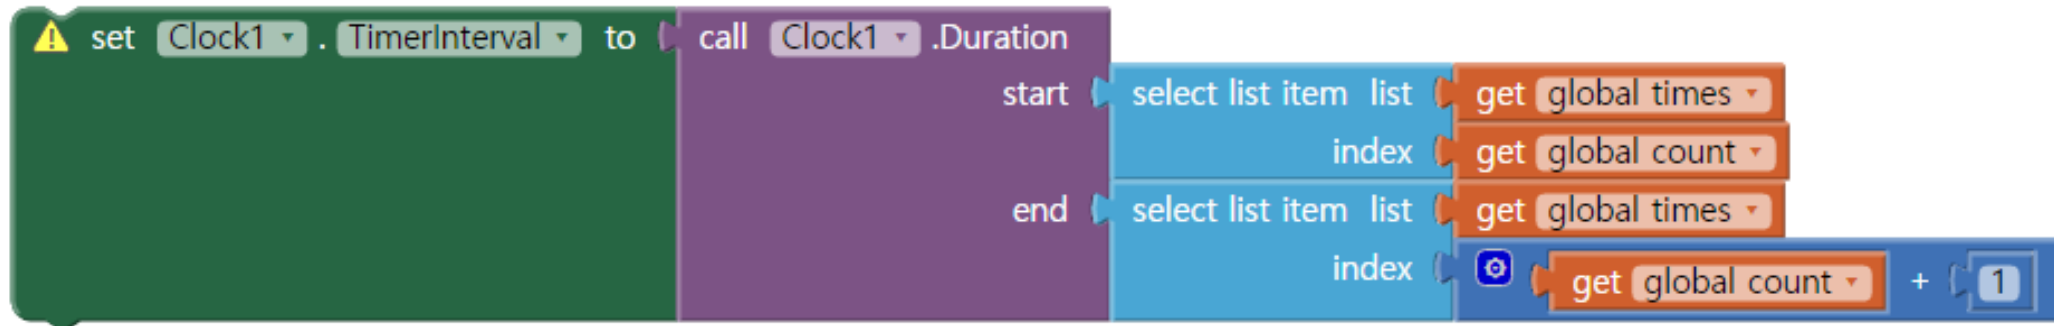 set Clock1 . TimerInterval to call Clock1 .Duration
start select list item list get global times
index get global count
end select list item list get global times
index get global count + 1